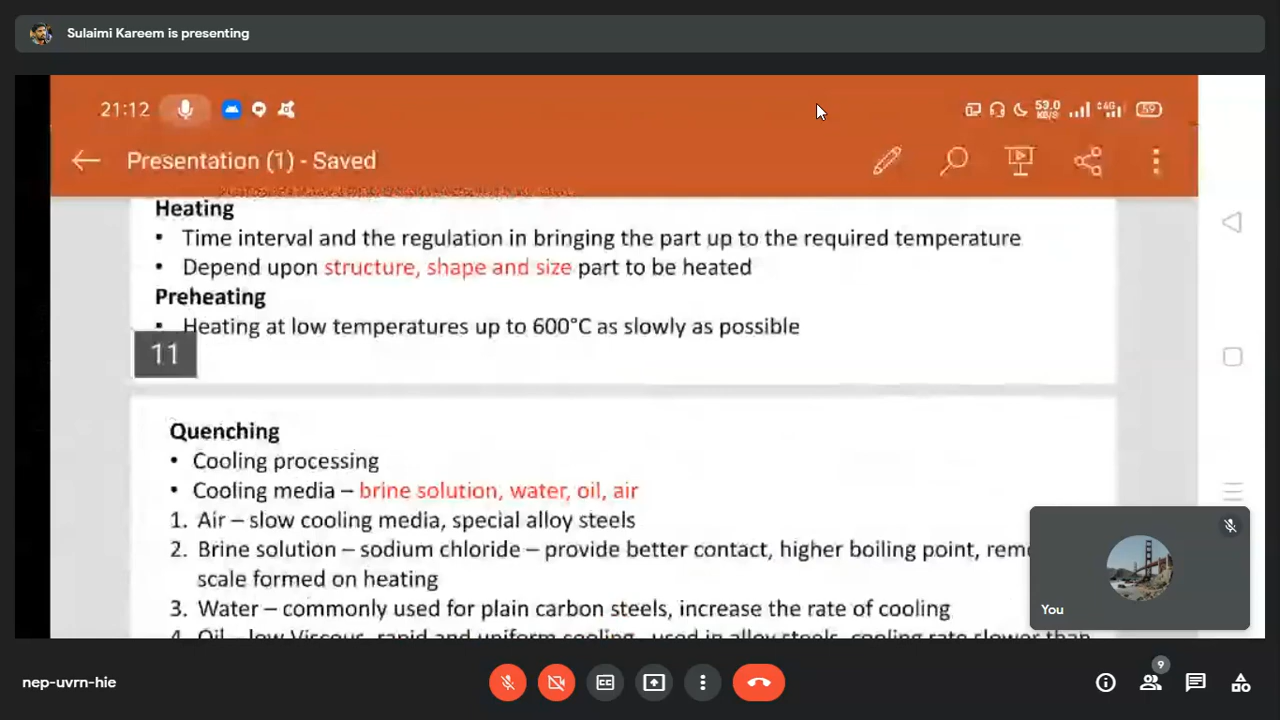 Sulaimi Kareem is presenting
21:12
53.0
KB/S
4G
59
Presentation (1) - Saved
Heating
• Time interval and the regulation in bringing the part up to the required temperature
• Depend upon structure, shape and size part to be heated
Preheating
• Heating at low temperatures up to 600°C as slowly as possible
11
Quenching
• Cooling processing
• Cooling media – brine solution, water, oil, air
1. Air – slow cooling media, special alloy steels
2. Brine solution – sodium chloride – provide better contact, higher boiling point,
scale formed on heating
3. Water – commonly used for plain carbon steels, increase the rate of cooling
4. Oil – low Viscous, rapid and uniform cooling, used in alloy steels, cooling rate slower than
You
nep-uvrn-hie
CC
9